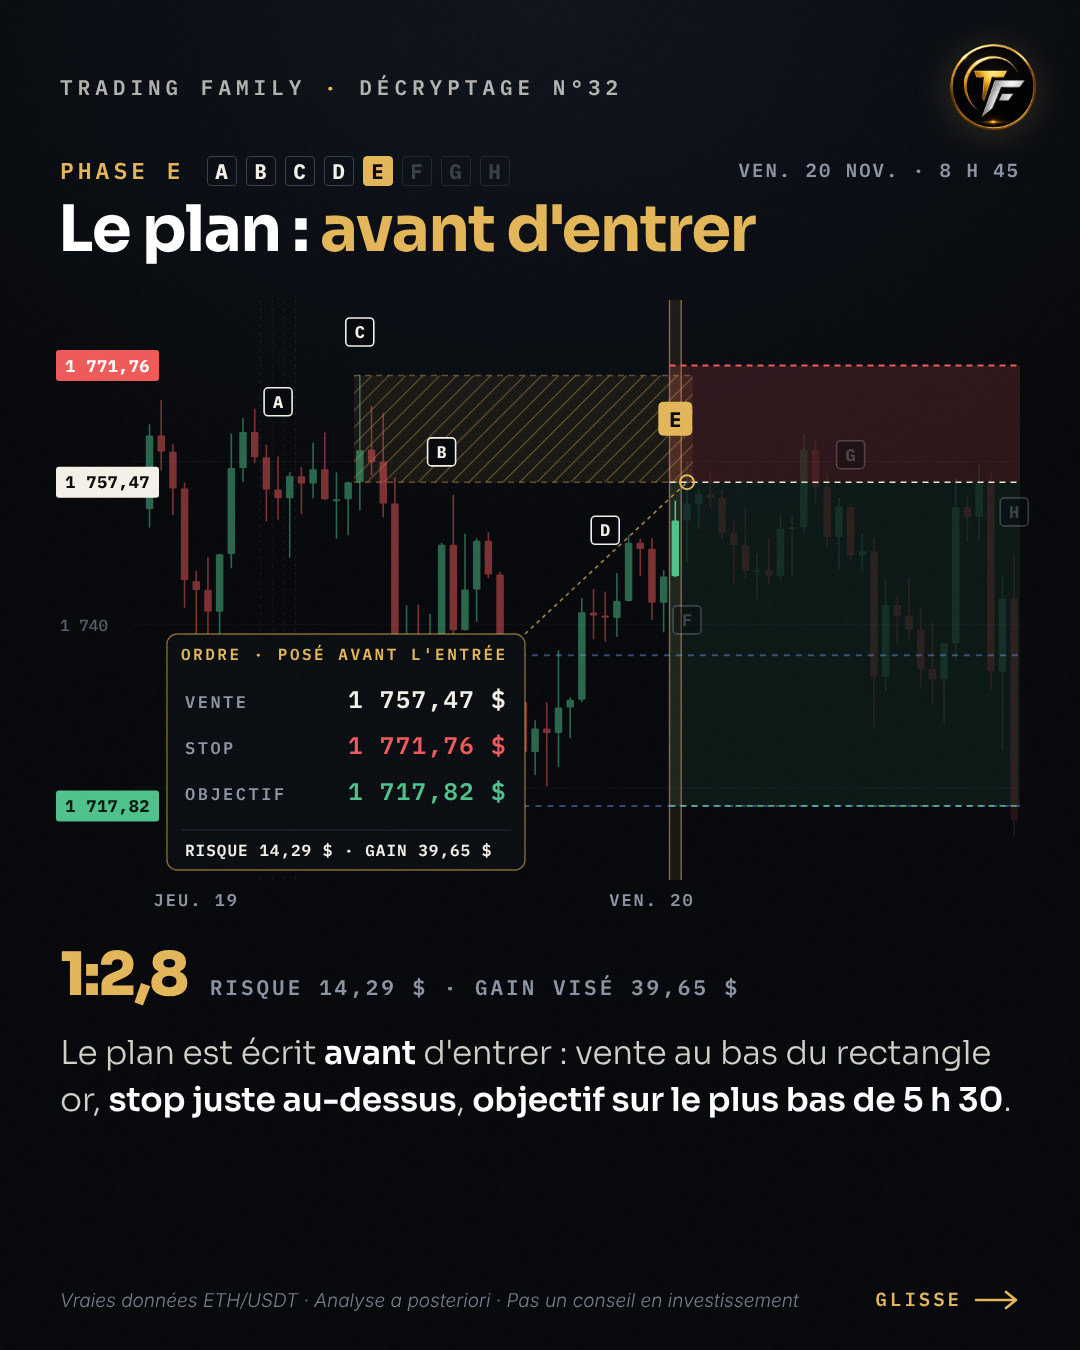 TRADING FAMILY · DÉCRYPTAGE N°32
TF
PHASE E A B C D E F G H
VEN. 20 NOV. · 8 H 45
Le plan : avant d'entrer
C
1 771,76
A
E
B
G
1 757,47
H
D
1 740
F
ORDRE · POSÉ AVANT L'ENTRÉE
VENTE 1 757,47 $
STOP 1 771,76 $
OBJECTIF 1 717,82 $
1 717,82
RISQUE 14,29 $ · GAIN 39,65 $
JEU. 19
VEN. 20
1:2,8 RISQUE 14,29 $ · GAIN VISÉ 39,65 $
Le plan est écrit avant d'entrer : vente au bas du rectangle
or, stop juste au-dessus, objectif sur le plus bas de 5 h 30.
Vraies données ETH/USDT · Analyse a posteriori · Pas un conseil en investissement
GLISSE →